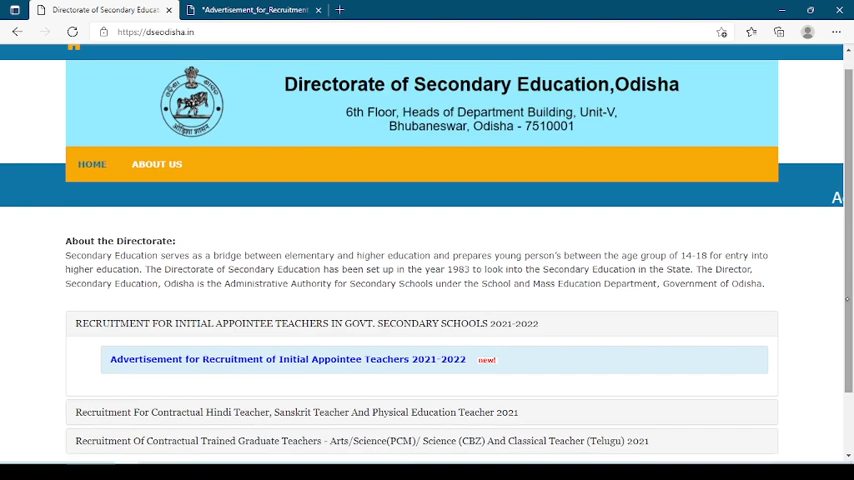 Directorate of Secondary Educat
*Advertisement_for_Recruitment
https://dseodisha.in
Directorate of Secondary Education,Odisha
6th Floor, Heads of Department Building, Unit-V,
Bhubaneswar, Odisha - 7510001
HOME ABOUT US
About the Directorate:
Secondary Education serves as a bridge between elementary and higher education and prepares young person's between the age group of 14-18 for entry into
higher education. The Directorate of Secondary Education has been set up in the year 1983 to look into the Secondary Education in the State. The Director,
Secondary Education, Odisha is the Administrative Authority for Secondary Schools under the School and Mass Education Department, Government of Odisha.
RECRUITMENT FOR INITIAL APPOINTEE TEACHERS IN GOVT. SECONDARY SCHOOLS 2021-2022
Advertisement for Recruitment of Initial Appointee Teachers 2021-2022 new!
Recruitment For Contractual Hindi Teacher, Sanskrit Teacher And Physical Education Teacher 2021
Recruitment Of Contractual Trained Graduate Teachers - Arts/Science(PCM)/ Science (CBZ) And Classical Teacher (Telugu) 2021